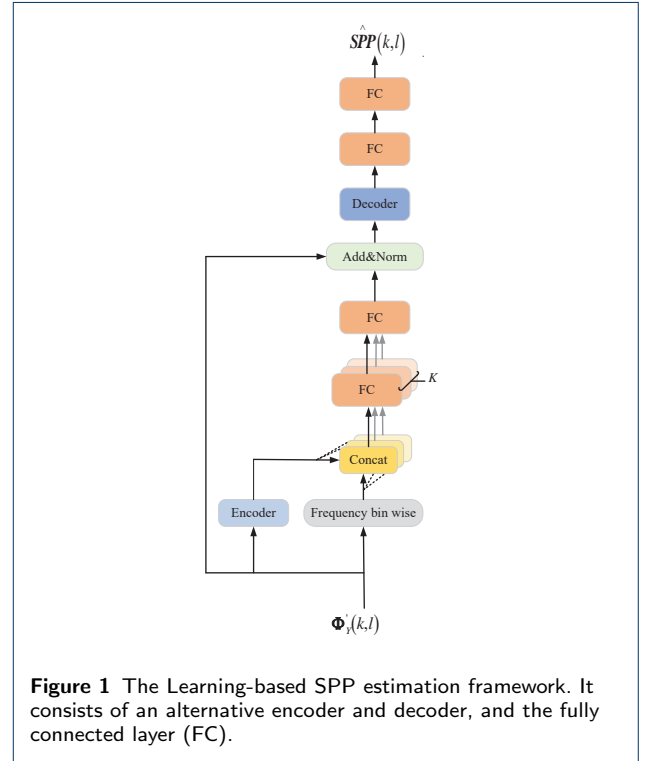 SPP̂(k,l)
FC
FC
Decoder
Add&Norm
FC
FC
K
Concat
Encoder
Frequency bin wise
Φ'_Y(k,l)
Figure 1 The Learning-based SPP estimation framework. It
consists of an alternative encoder and decoder, and the fully
connected layer (FC).